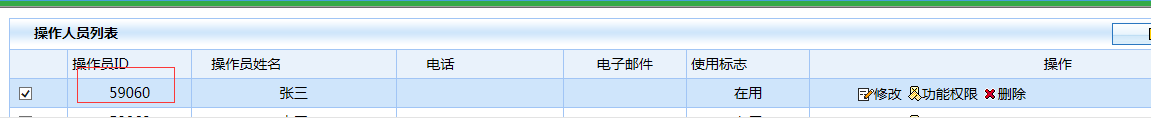 操作人员列表
操作员ID 操作员姓名 电话 电子邮件 使用标志 操作
59060 张三 在用 修改 功能权限 删除